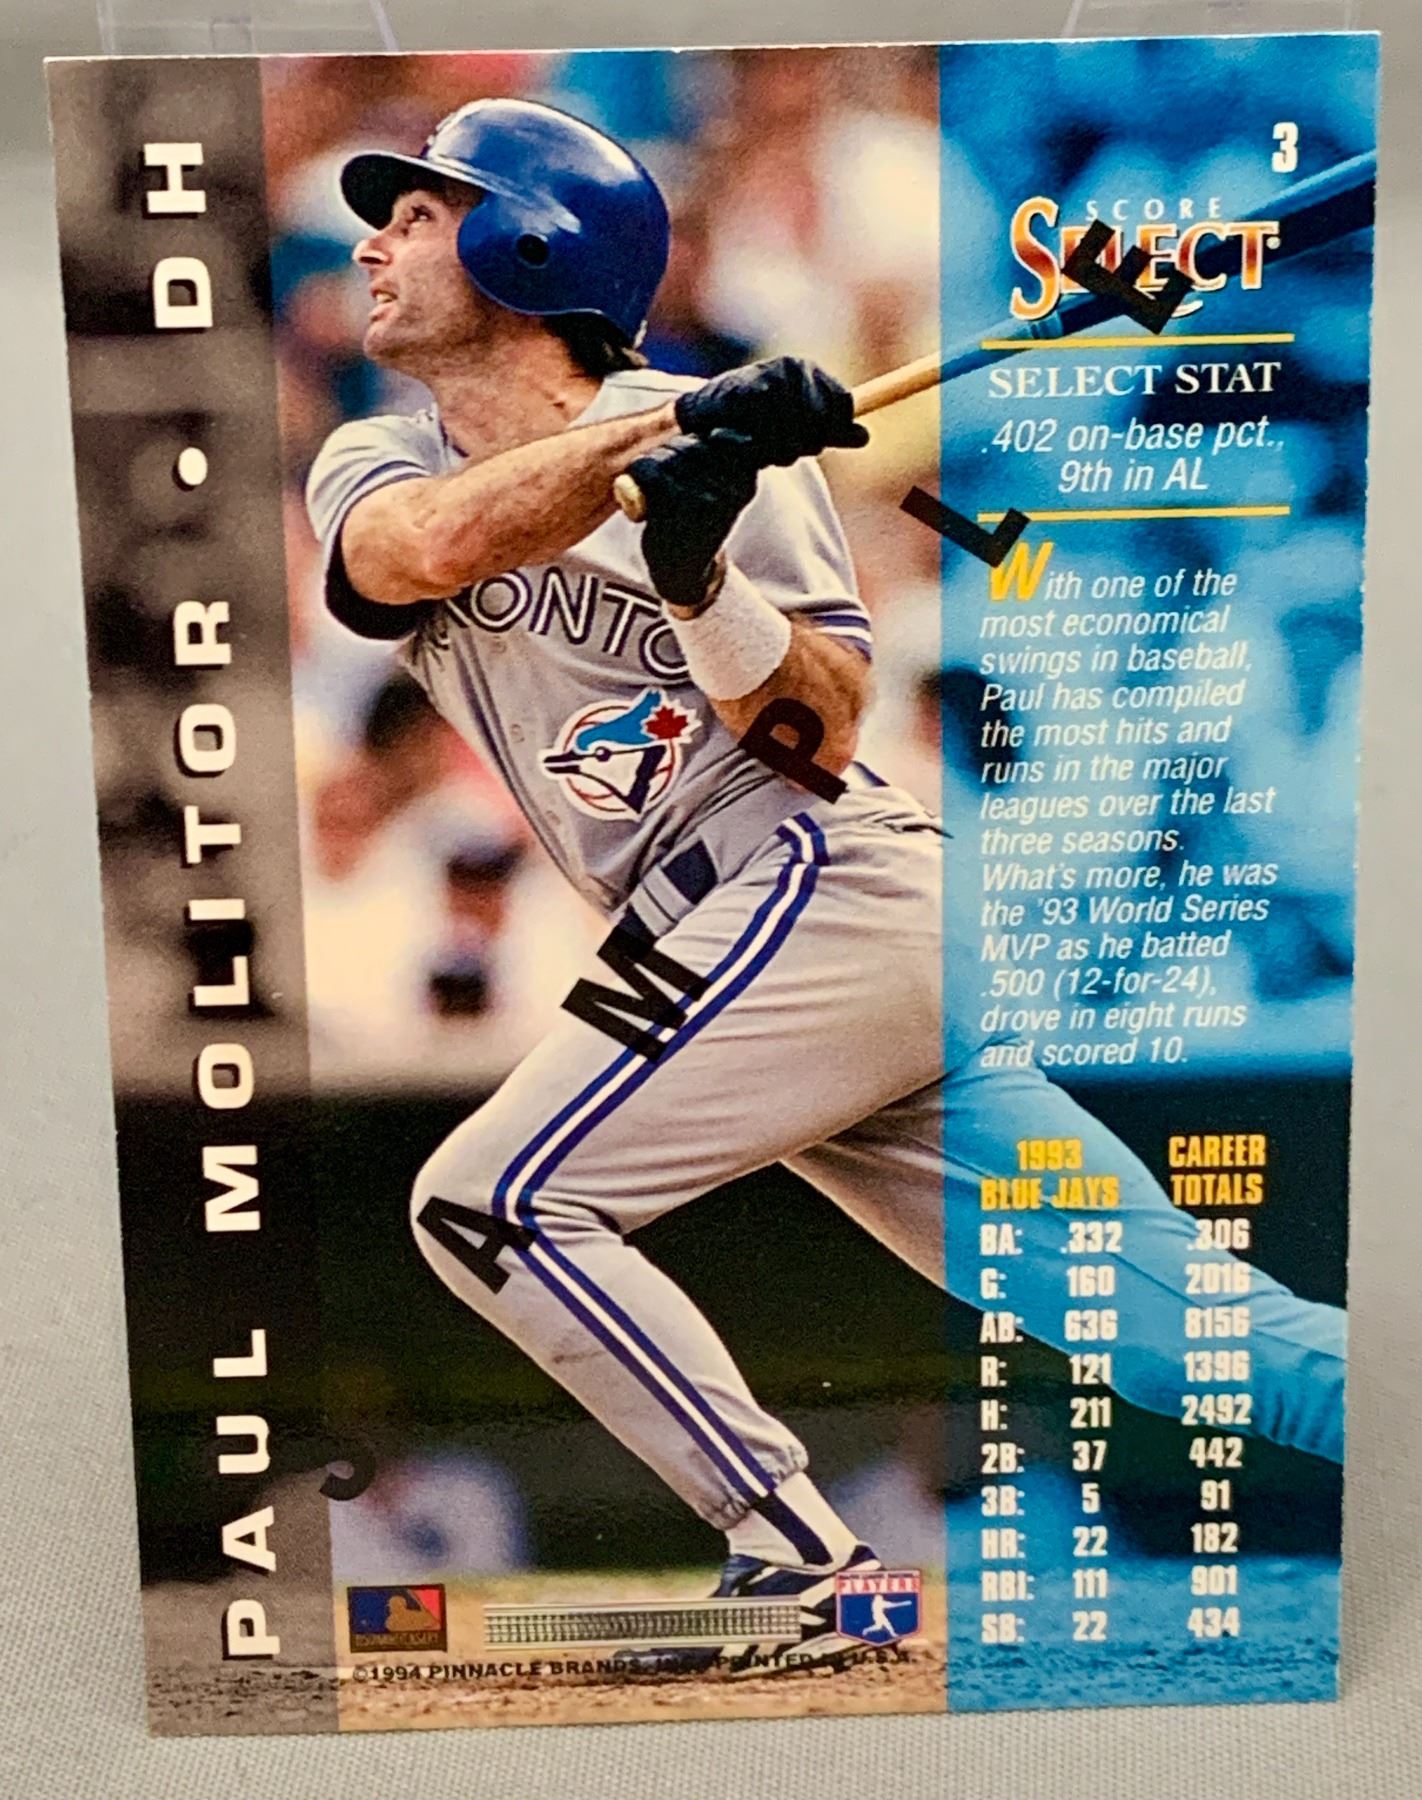 PAUL MOLITOR • DH
3
SCORE
SELECT
SELECT STAT
.402 on-base pct.,
9th in AL
With one of the
most economical
swings in baseball,
Paul has compiled
the most hits and
runs in the major
leagues over the last
three seasons.
What's more, he was
the '93 World Series
MVP as he batted
.500 (12-for-24),
drove in eight runs
and scored 10.
1993 CAREER
BLUE JAYS TOTALS
BA: .332 .306
G: 160 2016
AB: 636 8156
R: 121 1396
H: 211 2492
2B: 37 442
3B: 5 91
HR: 22 182
RBI: 111 901
SB: 22 434
SAMPLE
PLAYERS
©1994 PINNACLE BRANDS, INC. PRINTED IN U.S.A.